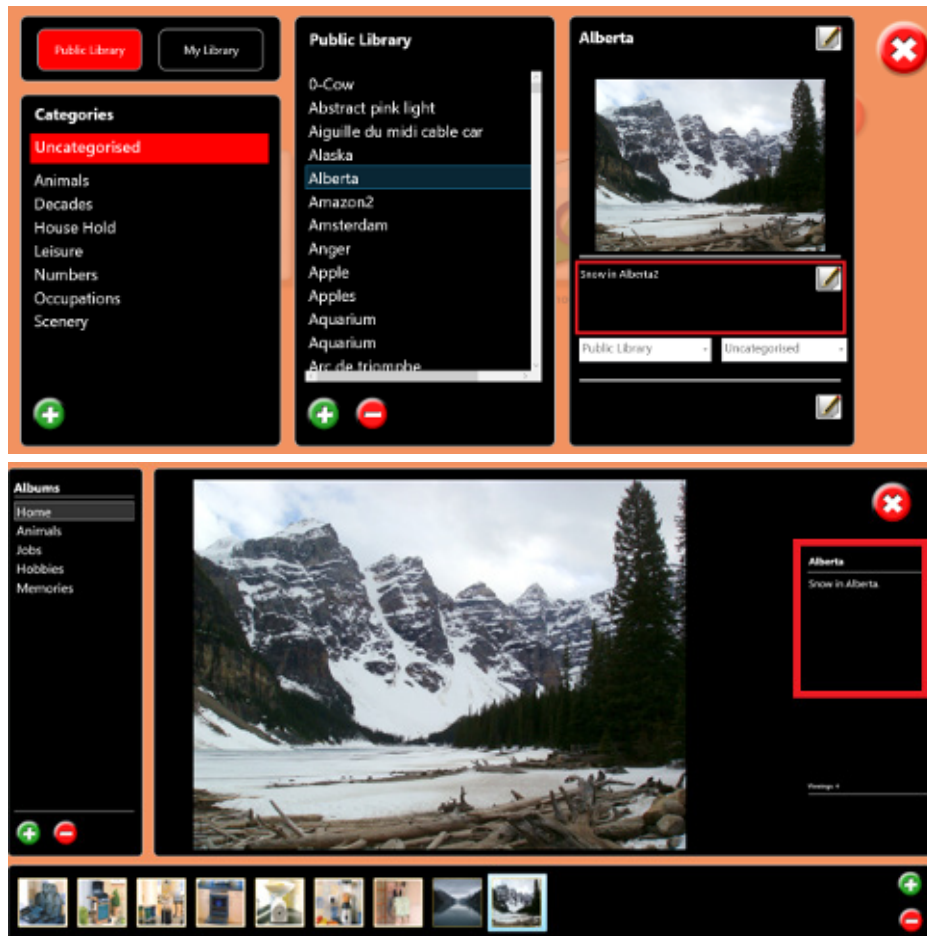 Public Library
My Library
Categories
Uncategorised
Animals
Decades
House Hold
Leisure
Numbers
Occupations
Scenery
Public Library
0-Cow
Abstract pink light
Aiguille du midi cable car
Alaska
Alberta
Amazon2
Amsterdam
Anger
Apple
Apples
Aquarium
Aquarium
Arc de triomphe
Alberta
Snow in Alberta2
Public Library
Uncategorised
Albums
Home
Animals
Jobs
Hobbies
Memories
Alberta
Snow in Alberta.
Viewings: 4